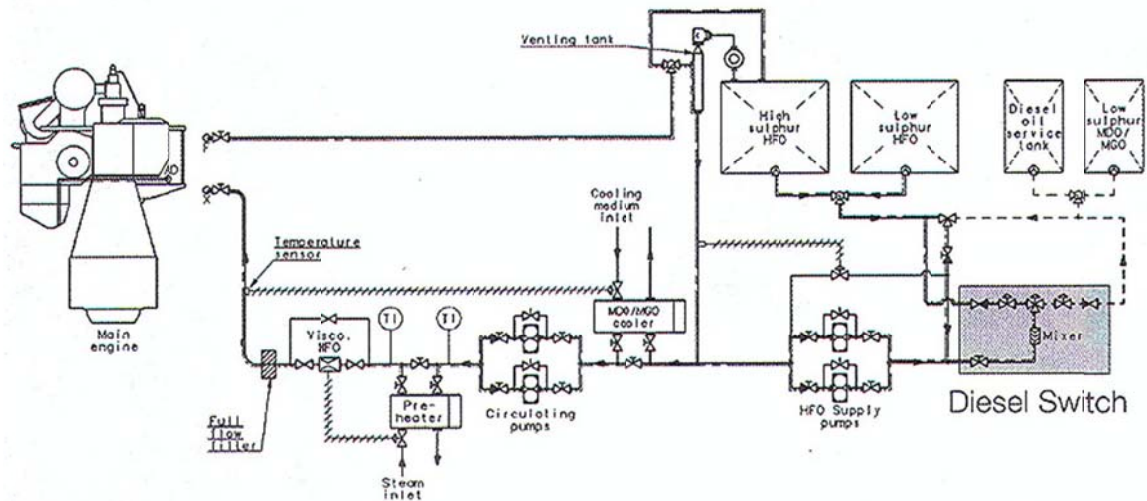 Venting tank
High
sulphur
HFO
Low
sulphur
HFO
Diesel
oil
service
tank
Low
sulphur
MDO/
MGO
Cooling
medium
inlet
Temperature
sensor
Main
engine
Visco.
HFO
TI
TI
MDO/MGO
cooler
Mixer
Diesel Switch
Full
flow
filter
Pre-
heater
Circulating
pumps
HFO Supply
pumps
Steam
inlet